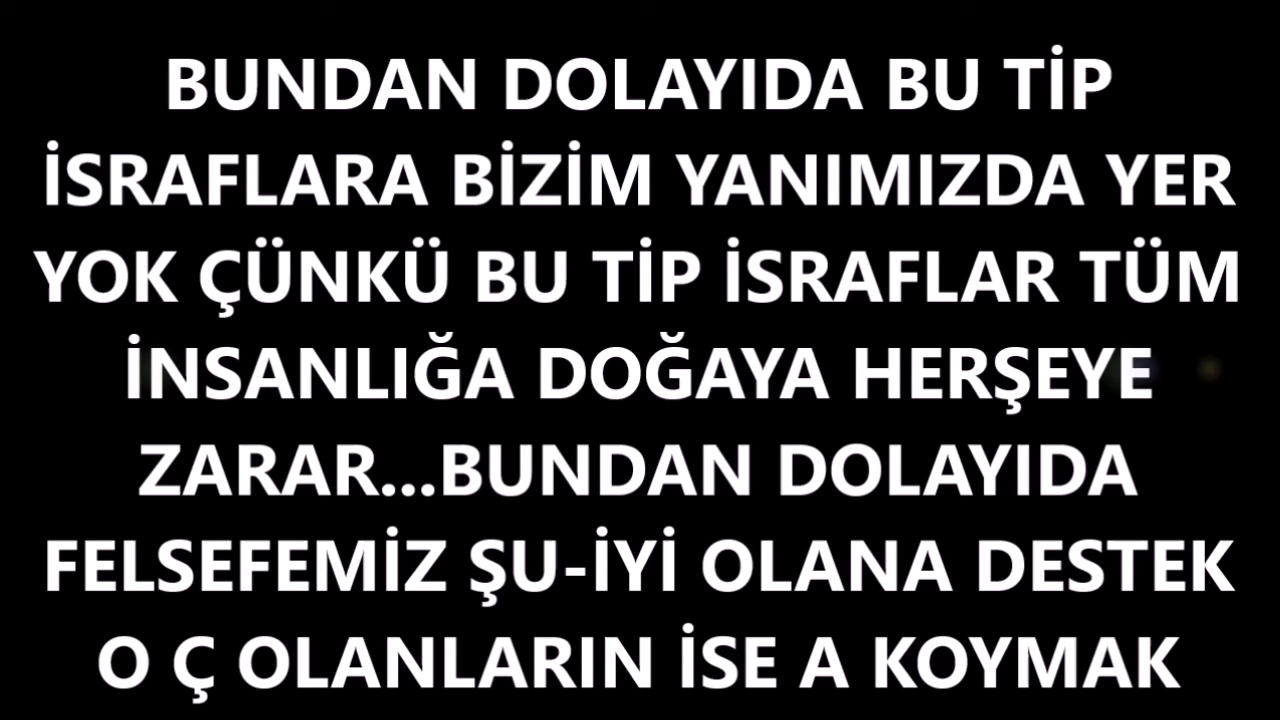 BUNDAN DOLAYIDA BU TİP
İSRAFLARA BİZİM YANIMIZDA YER
YOK ÇÜNKÜ BU TİP İSRAFLAR TÜM
İNSANLIĞA DOĞAYA HERŞEYE
ZARAR...BUNDAN DOLAYIDA
FELSEFEMİZ ŞU-İYİ OLANA DESTEK
O Ç OLANLARIN İSE A KOYMAK